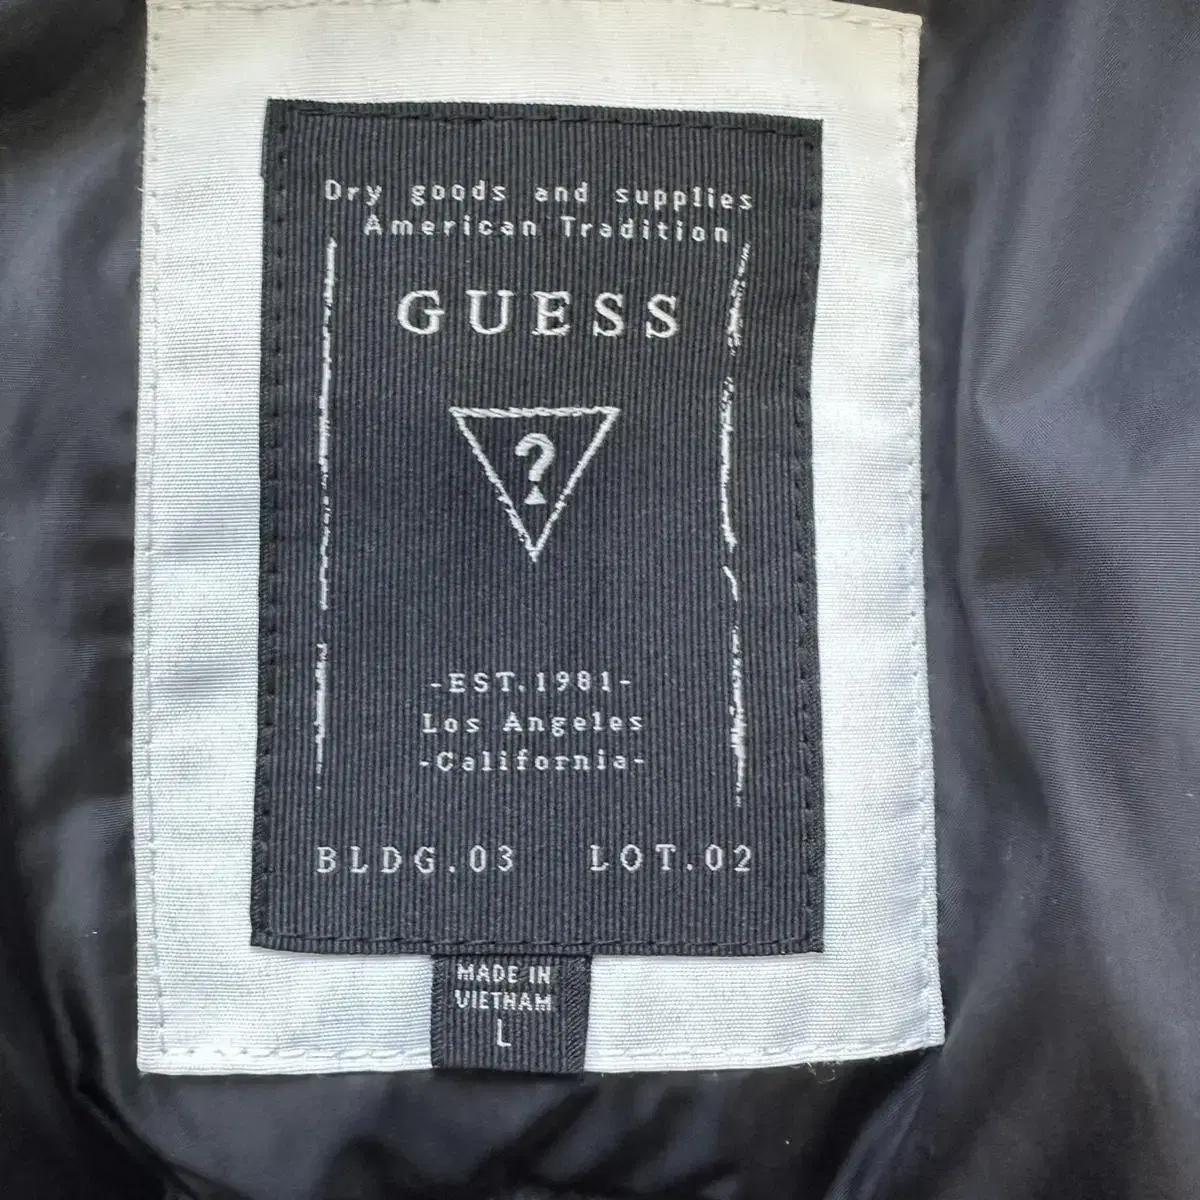 Dry goods and supplies
American Tradition
GUESS
?
-EST.1981-
Los Angeles
-California-
BLDG.03 LOT.02
MADE IN
VIETNAM
L